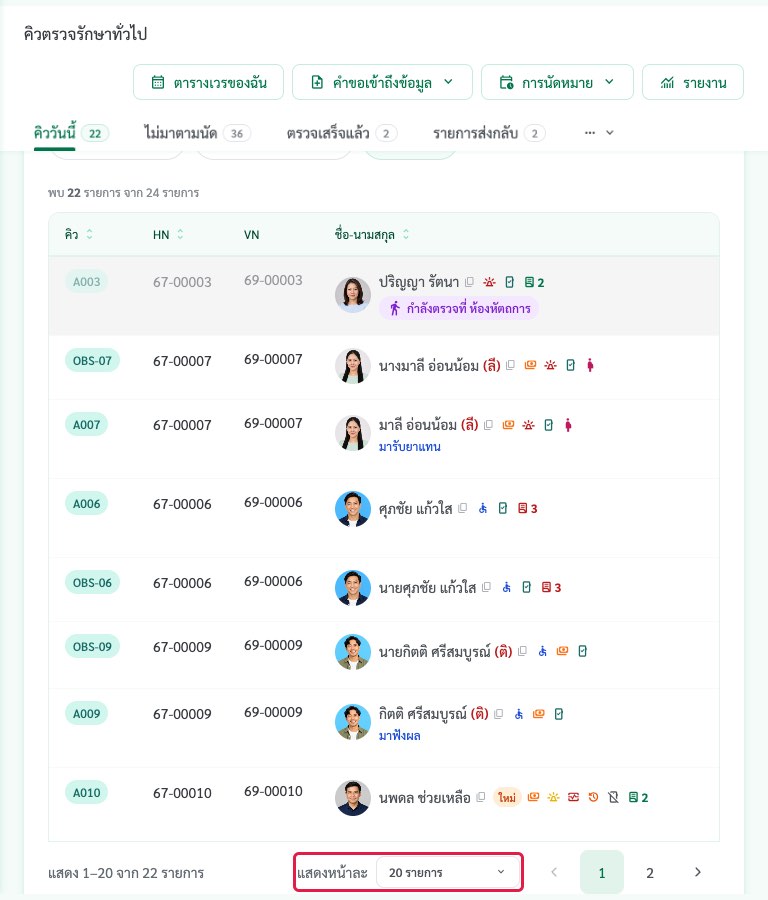 คิวตรวจรักษาทั่วไป
ตารางเวรของฉัน คำขอเข้าถึงข้อมูล การนัดหมาย รายงาน
คิววันนี้ 22 ไม่มาตามนัด 36 ตรวจเสร็จแล้ว 2 รายการส่งกลับ 2 ...
พบ 22 รายการ จาก 24 รายการ
คิว HN VN ชื่อ-นามสกุล
A003 67-00003 69-00003 ปริญญา รัตนา 2
กำลังตรวจที่ ห้องหัตถการ
OBS-07 67-00007 69-00007 นางมาลี อ่อนน้อม (ลี)
A007 67-00007 69-00007 มาลี อ่อนน้อม (ลี)
มารับยาแทน
A006 67-00006 69-00006 ศุภชัย แก้วใส 3
OBS-06 67-00006 69-00006 นายศุภชัย แก้วใส 3
OBS-09 67-00009 69-00009 นายกิตติ ศรีสมบูรณ์ (ติ)
A009 67-00009 69-00009 กิตติ ศรีสมบูรณ์ (ติ)
มาฟังผล
A010 67-00010 69-00010 นพดล ช่วยเหลือ ใหม่ 2
แสดง 1–20 จาก 22 รายการ แสดงหน้าละ 20 รายการ 1 2